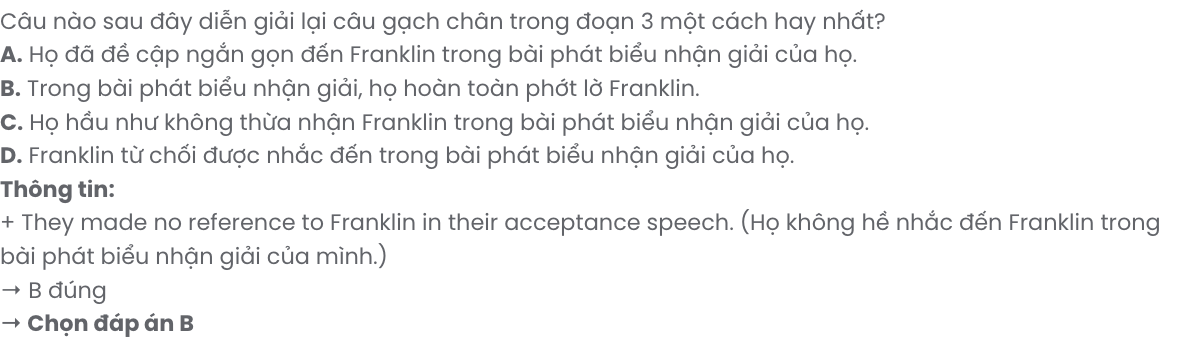 Câu nào sau đây diễn giải lại câu gạch chân trong đoạn 3 một cách hay nhất?
A. Họ đã đề cập ngắn gọn đến Franklin trong bài phát biểu nhận giải của họ.
B. Trong bài phát biểu nhận giải, họ hoàn toàn phớt lờ Franklin.
C. Họ hầu như không thừa nhận Franklin trong bài phát biểu nhận giải của họ.
D. Franklin từ chối được nhắc đến trong bài phát biểu nhận giải của họ.
Thông tin:
+ They made no reference to Franklin in their acceptance speech. (Họ không hề nhắc đến Franklin trong
bài phát biểu nhận giải của mình.)
→ B đúng
→ Chọn đáp án B